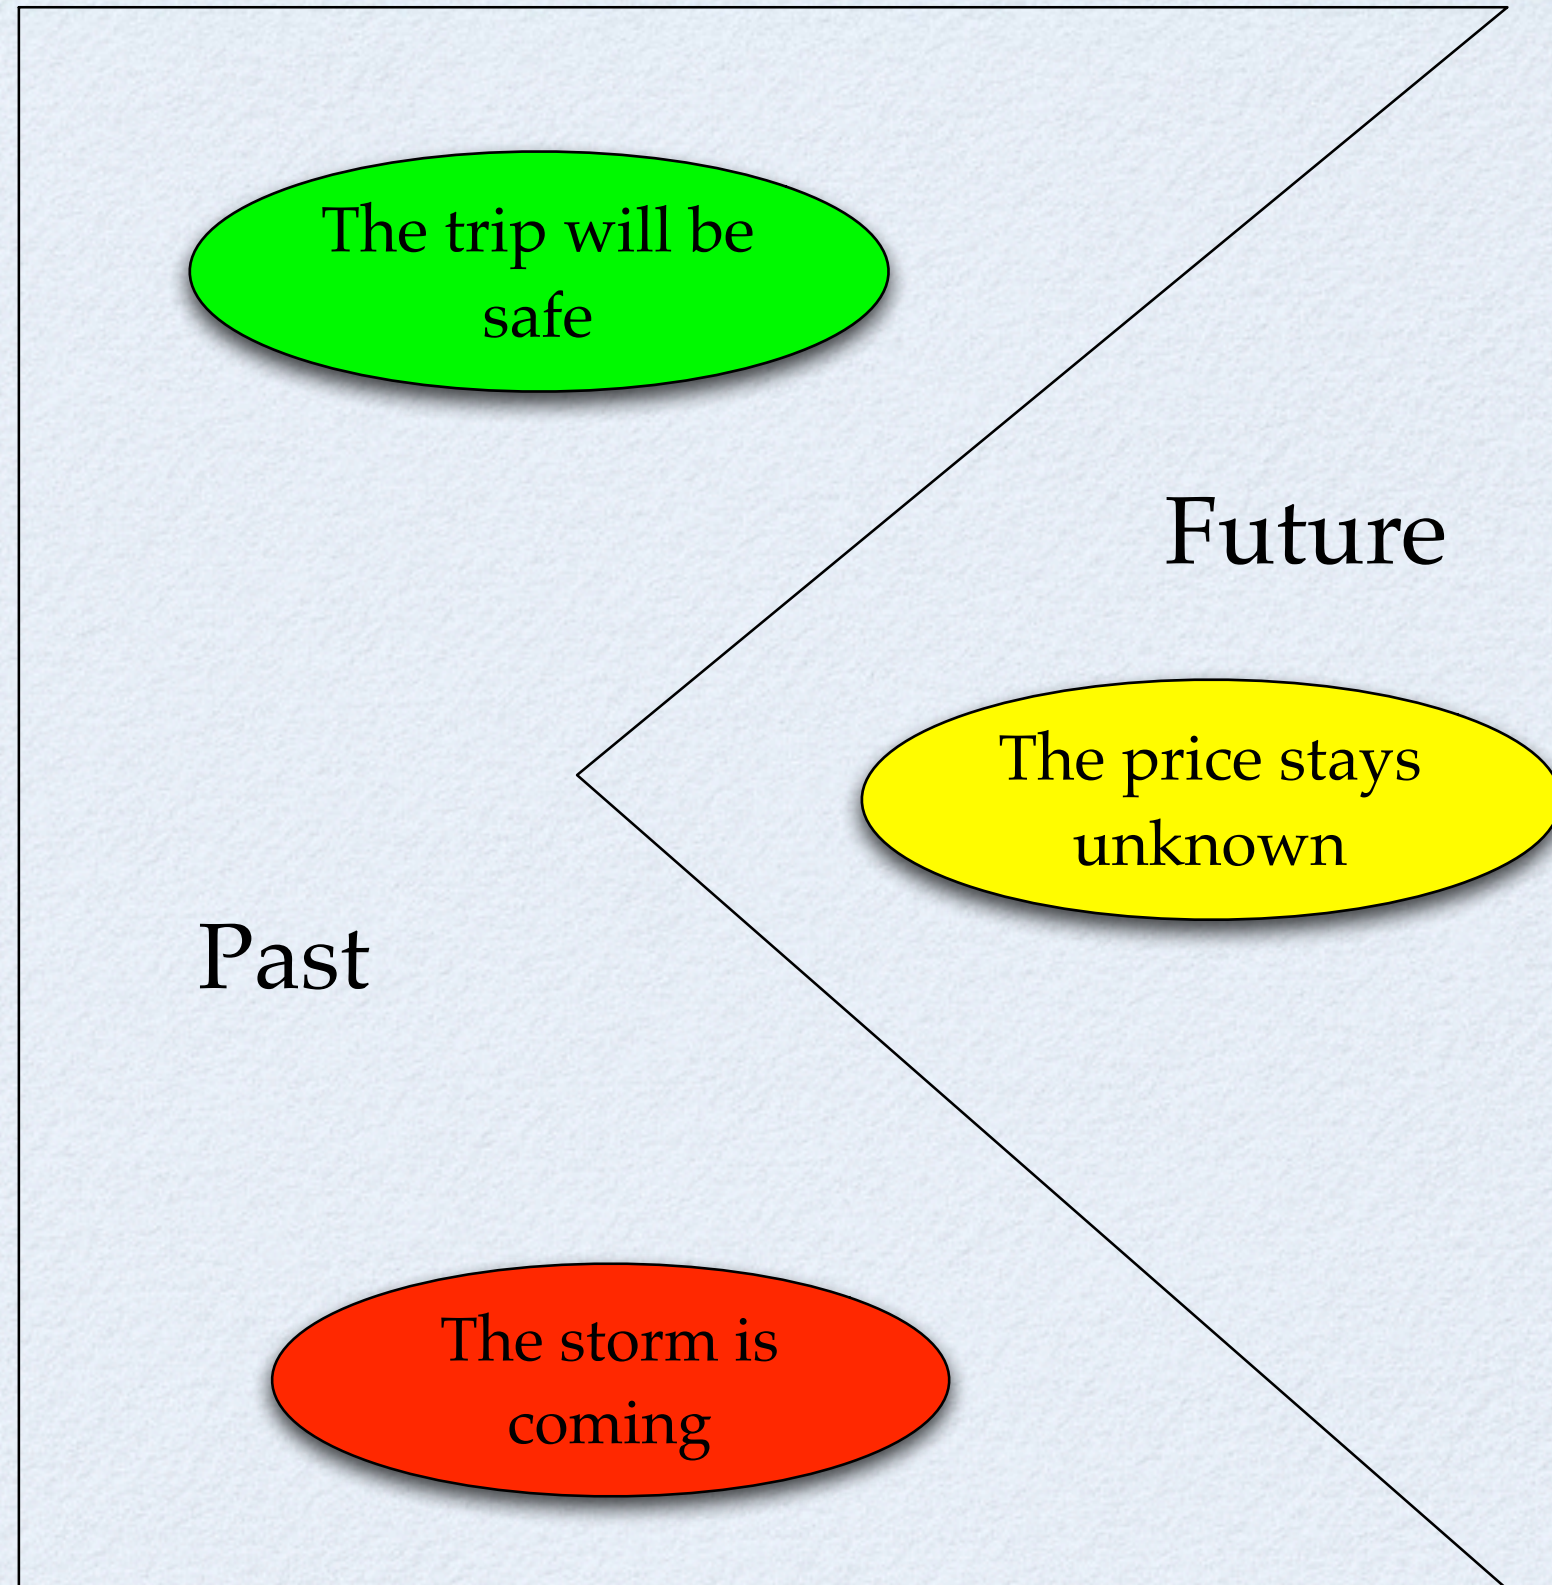 The trip will be
safe
Future
The price stays
unknown
Past
The storm is
coming